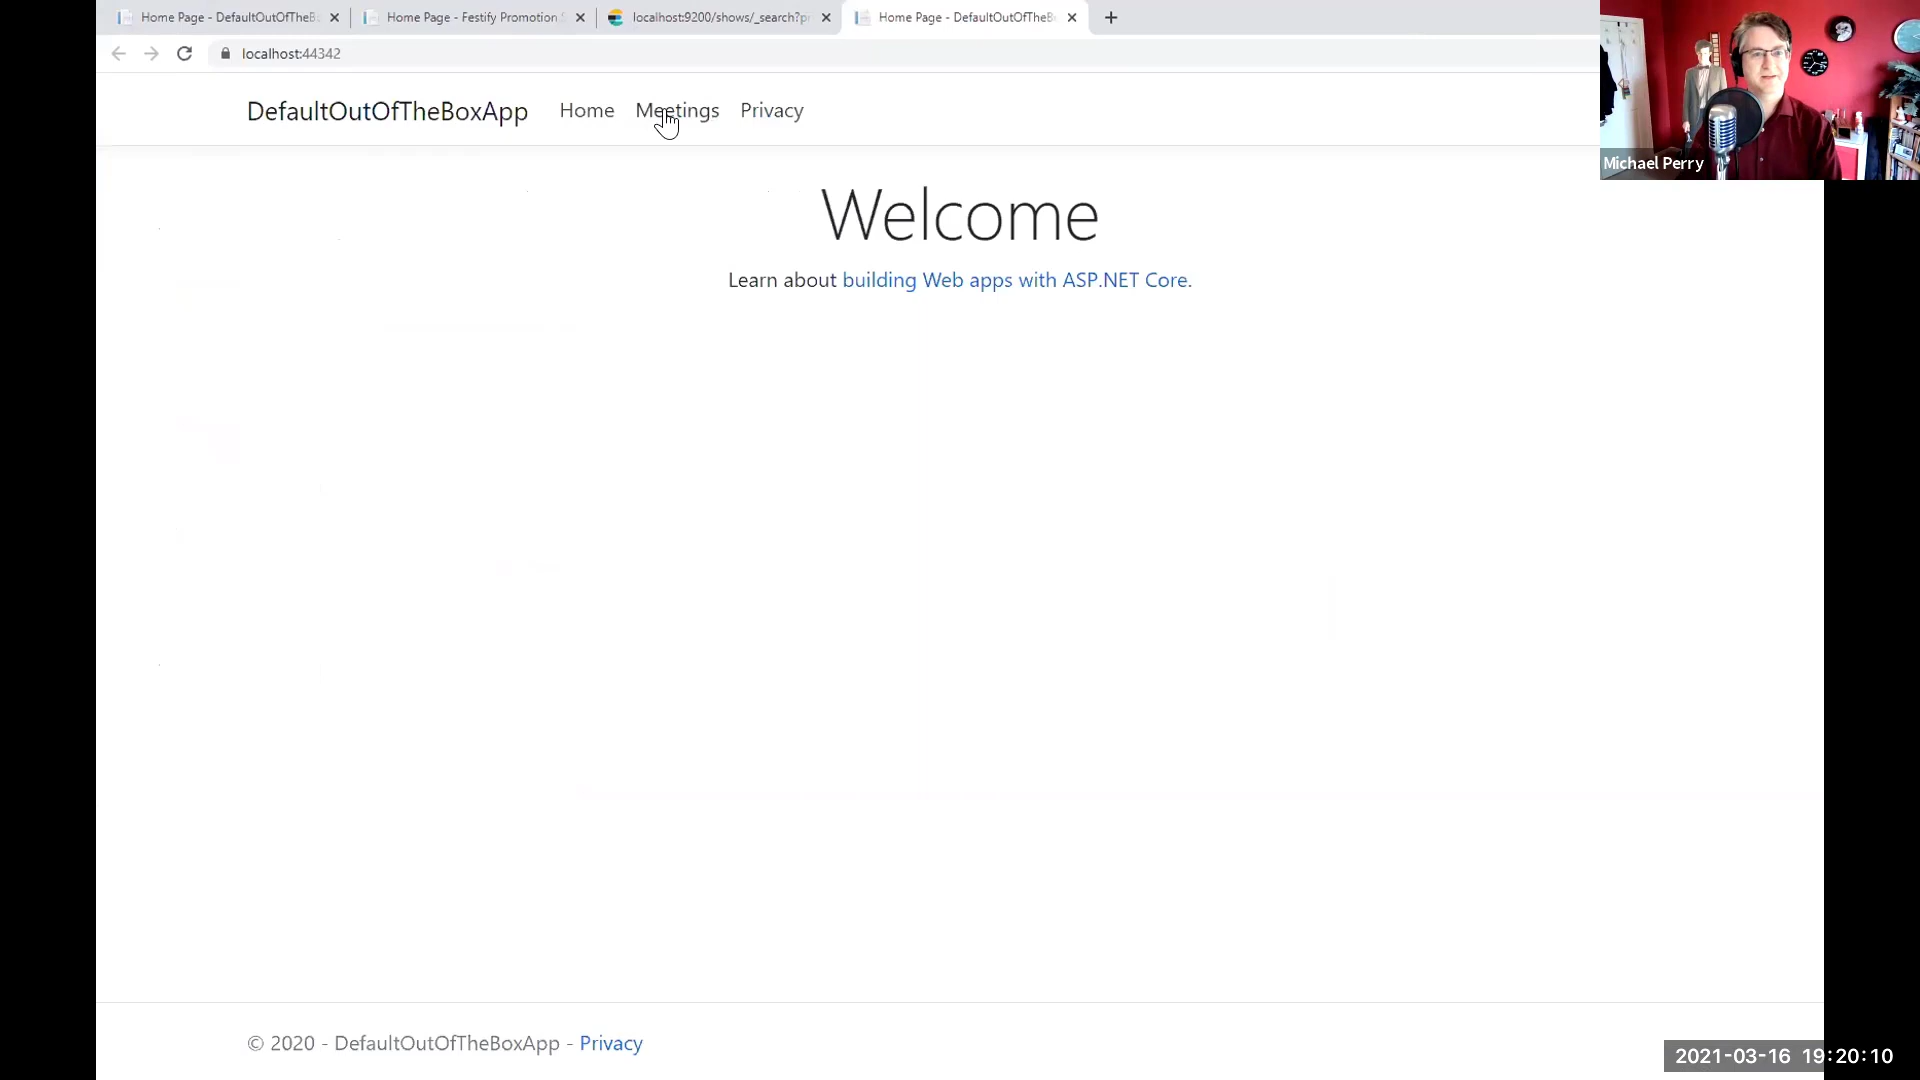 Home Page - DefaultOutOfTheB
Home Page - Festify Promotion S
localhost:9200/shows/_search?pr
Home Page - DefaultOutOfTheB
localhost:44342
DefaultOutOfTheBoxApp
Home
Meetings
Privacy
Michael Perry
Welcome
Learn about building Web apps with ASP.NET Core.
© 2020 - DefaultOutOfTheBoxApp - Privacy
2021-03-16 19:20:10